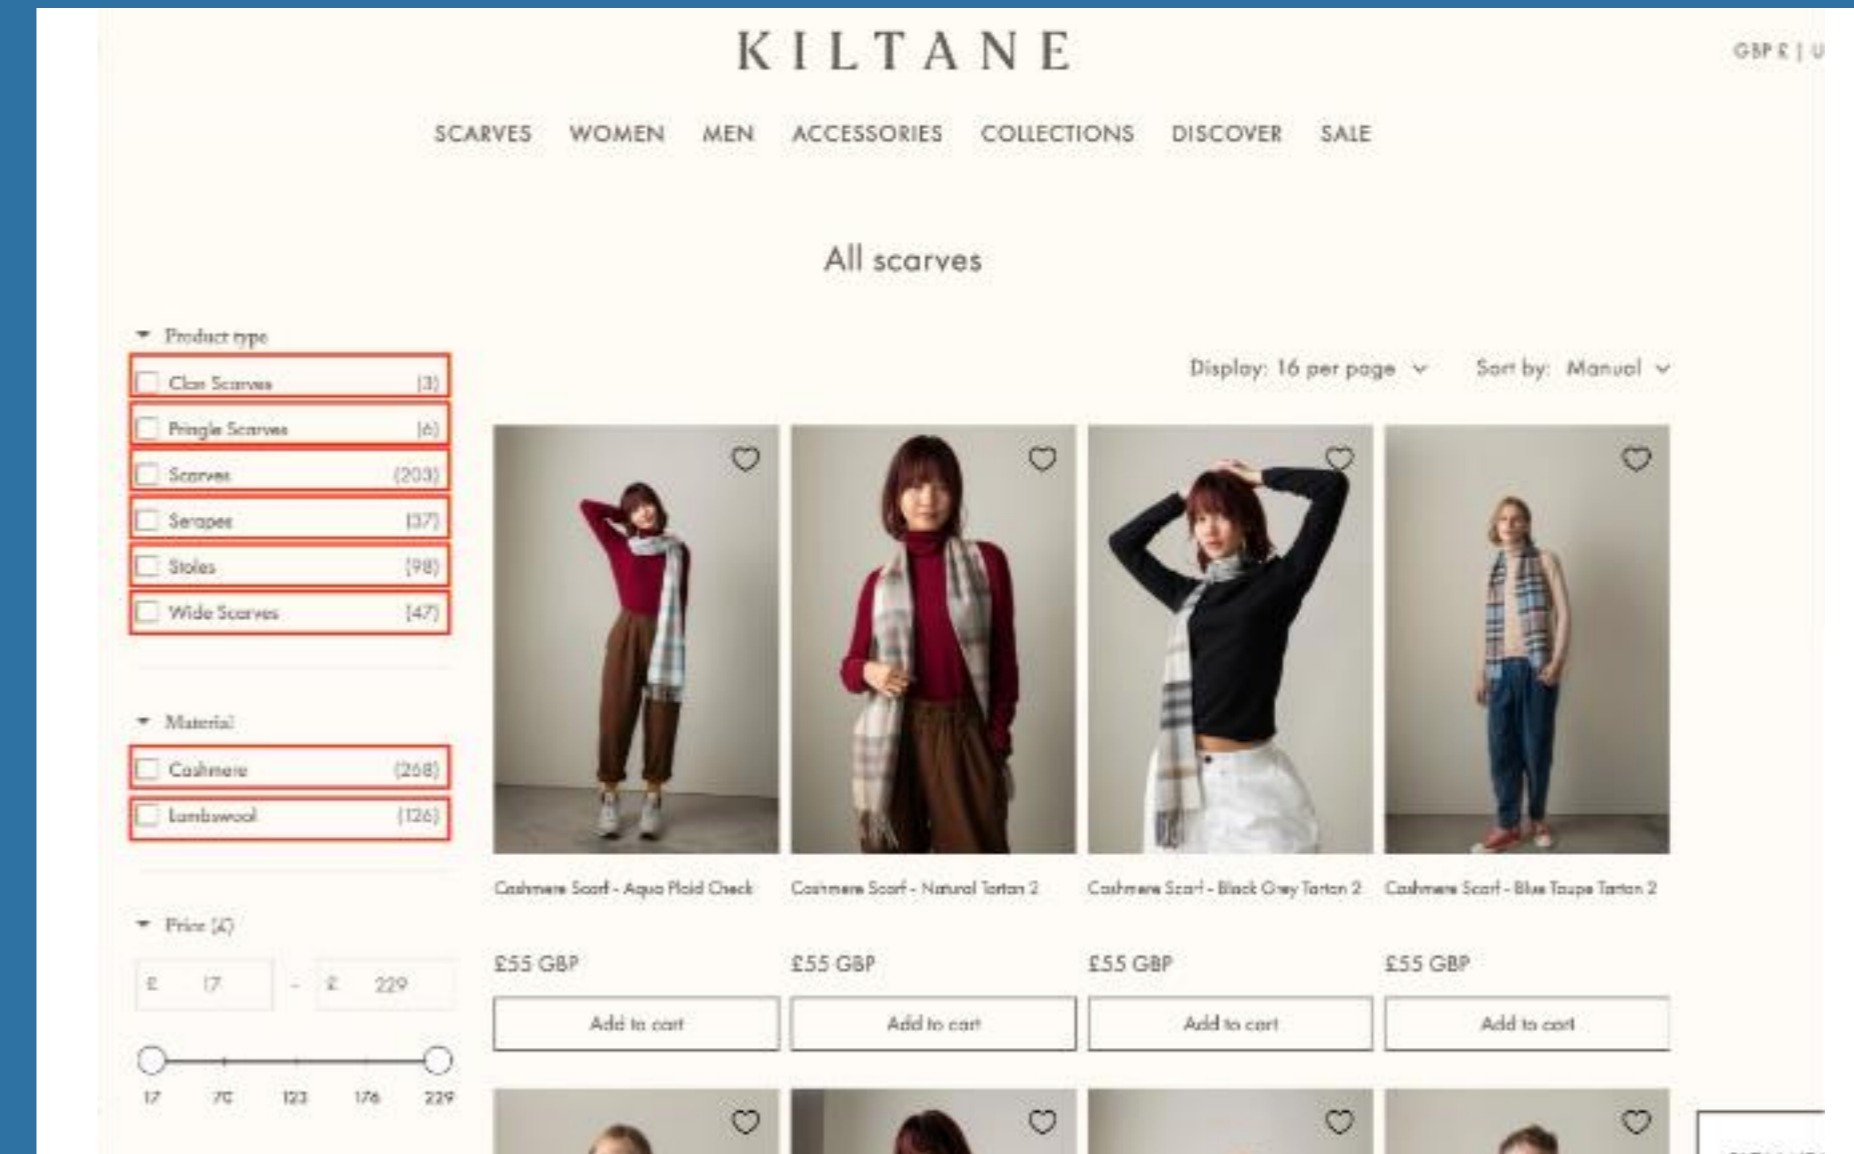 KILTANE
GBP £ | U
SCARVES WOMEN MEN ACCESSORIES COLLECTIONS DISCOVER SALE
All scarves
Product type
Clan Scarves (3)
Pringle Scarves (6)
Scarves (203)
Serapes (37)
Stoles (98)
Wide Scarves (47)
Material
Cashmere (268)
Lambswool (126)
Price (£)
£ 17 - £ 229
17 70 123 176 229
Display: 16 per page Sort by: Manual
Cashmere Scarf - Aqua Plaid Check Cashmere Scarf - Natural Tartan 2 Cashmere Scarf - Black Grey Tartan 2 Cashmere Scarf - Blue Taupe Tartan 2
£55 GBP £55 GBP £55 GBP £55 GBP
Add to cart Add to cart Add to cart Add to cart